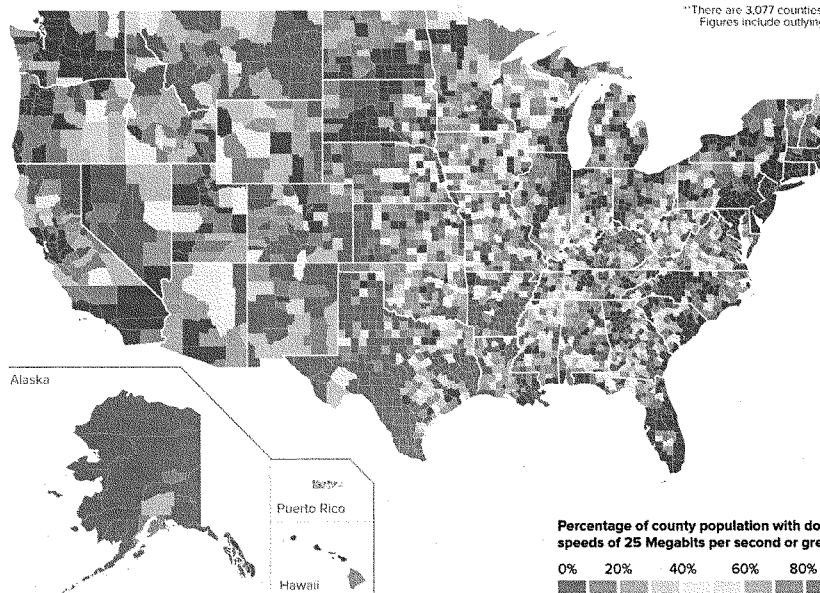 **There are 3,077 counties
Figures include outlying
Alaska
Puerto Rico
Hawaii
Percentage of county population with do
speeds of 25 Megabits per second or gre
0% 20% 40% 60% 80%